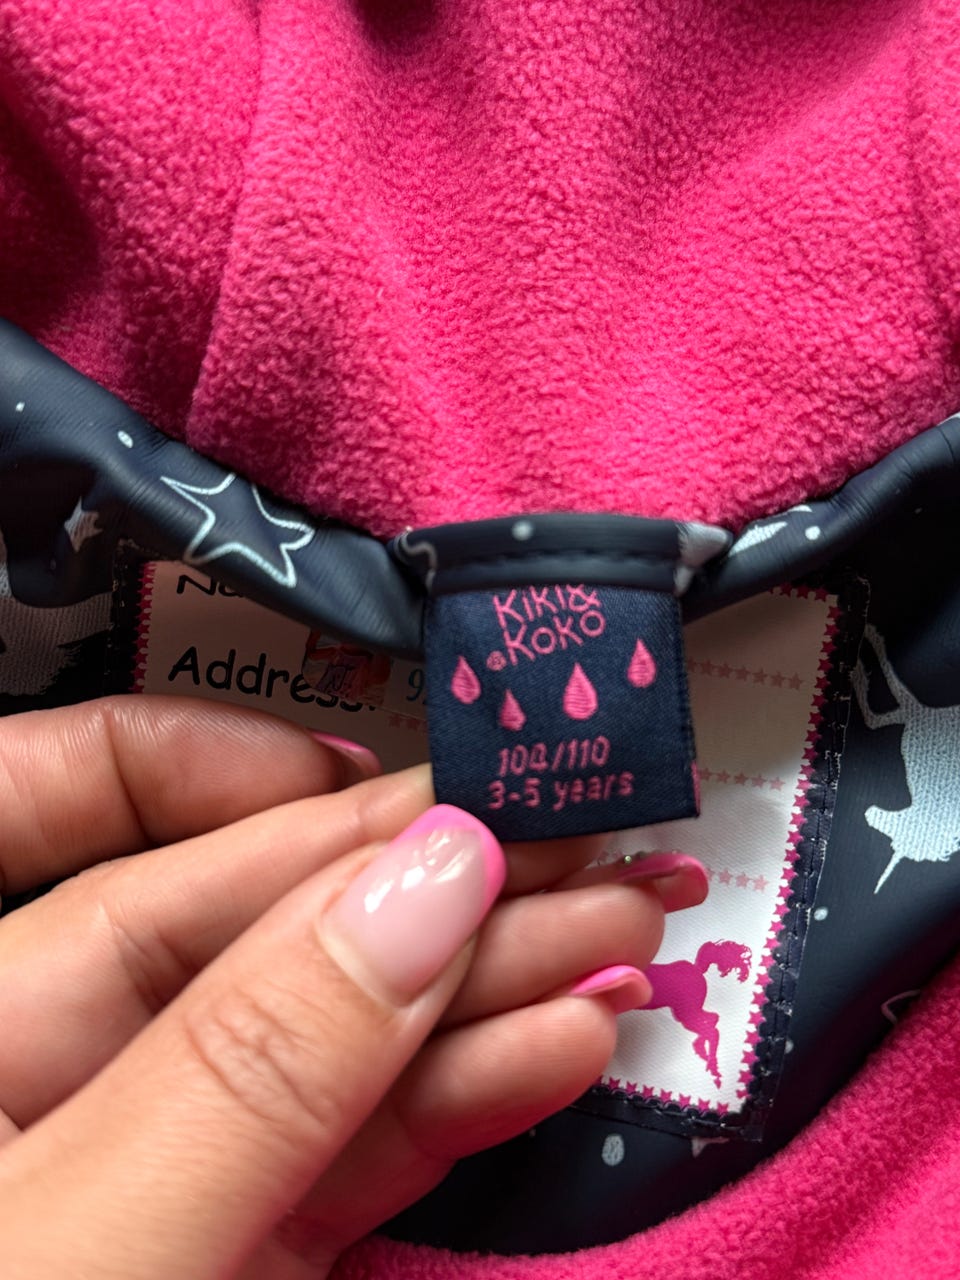 Kiki&
Koko
104/110
3-5 years
Address: